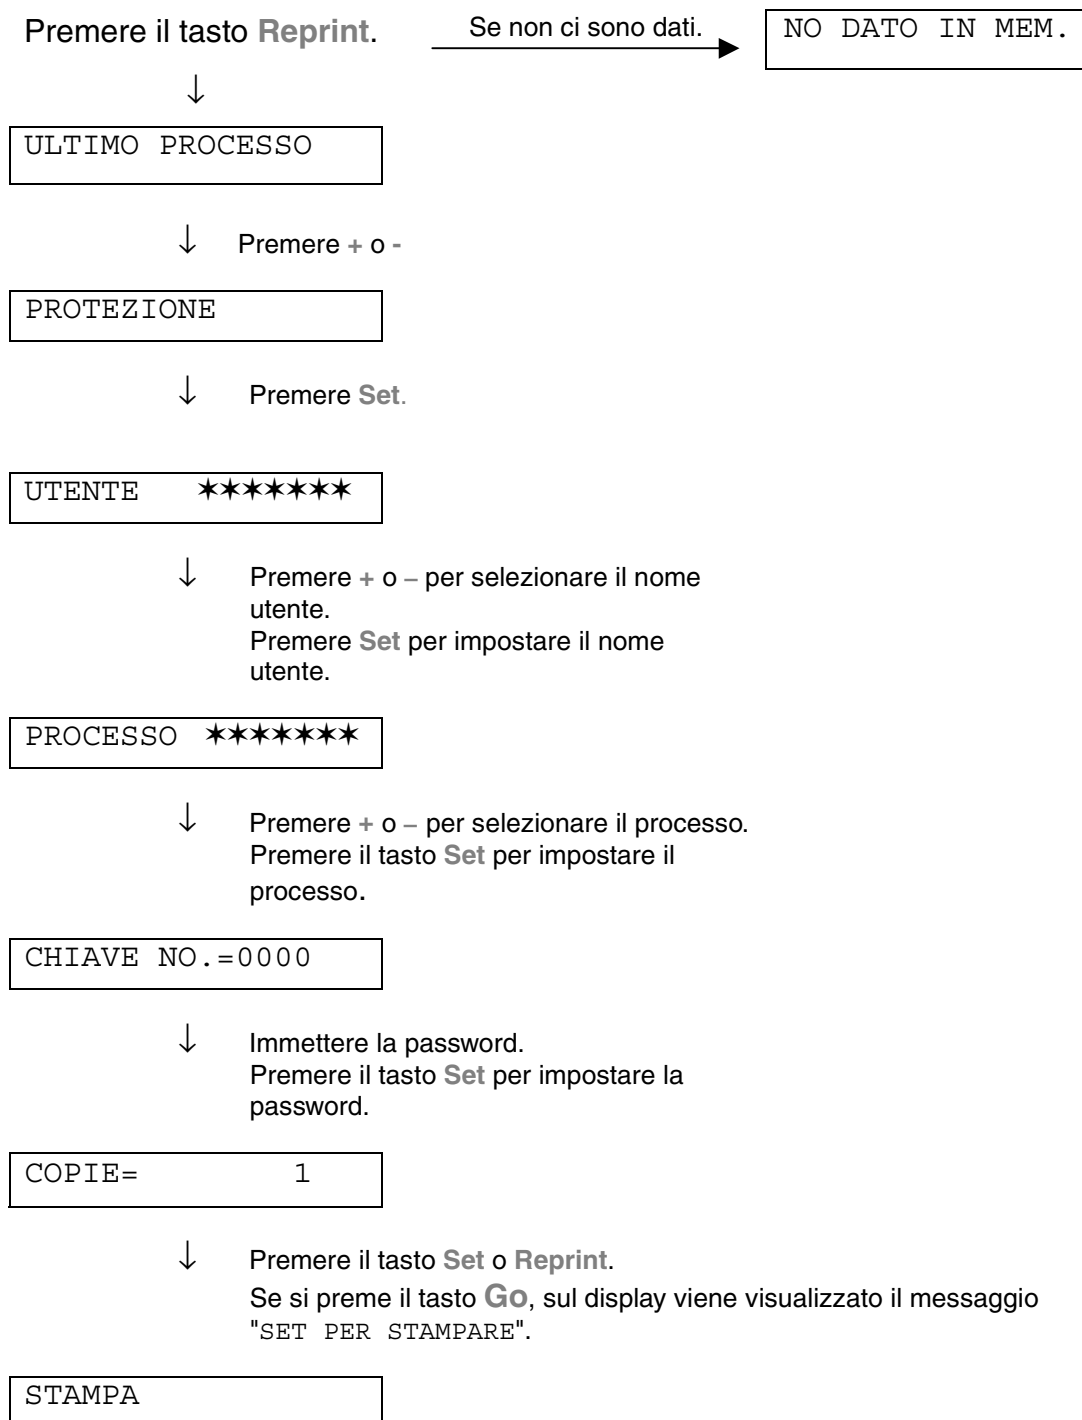 Premere il tasto Reprint.
Se non ci sono dati.
NO DATO IN MEM.
↓
ULTIMO PROCESSO
↓ Premere + o -
PROTEZIONE
↓ Premere Set.
UTENTE ✶✶✶✶✶✶✶
↓ Premere + o – per selezionare il nome
utente.
Premere Set per impostare il nome
utente.
PROCESSO ✶✶✶✶✶✶✶
↓ Premere + o – per selezionare il processo.
Premere il tasto Set per impostare il
processo.
CHIAVE NO.=0000
↓ Immettere la password.
Premere il tasto Set per impostare la
password.
COPIE= 1
↓ Premere il tasto Set o Reprint.
Se si preme il tasto Go, sul display viene visualizzato il messaggio
"SET PER STAMPARE".
STAMPA